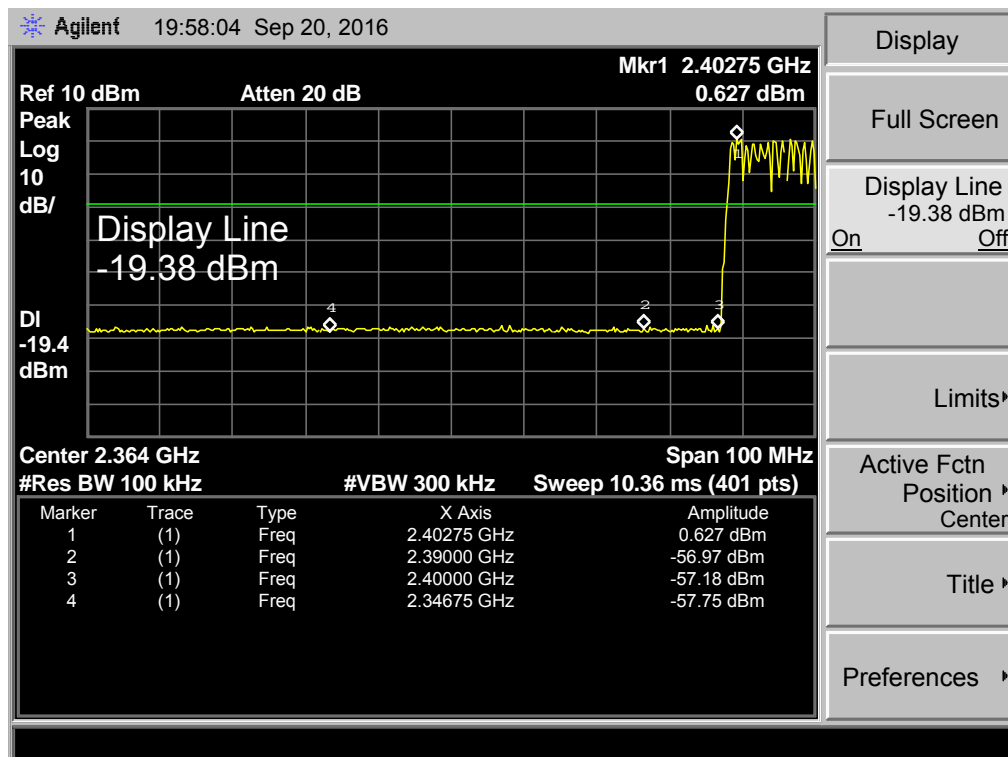 Agilent 19:58:04 Sep 20, 2016
Mkr1 2.40275 GHz
Ref 10 dBm Atten 20 dB 0.627 dBm
Peak
Log
10
dB/
Display Line
-19.38 dBm
DI
-19.4
dBm
1
4
2
3
Center 2.364 GHz Span 100 MHz
#Res BW 100 kHz #VBW 300 kHz Sweep 10.36 ms (401 pts)
Marker Trace Type X Axis Amplitude
1 (1) Freq 2.40275 GHz 0.627 dBm
2 (1) Freq 2.39000 GHz -56.97 dBm
3 (1) Freq 2.40000 GHz -57.18 dBm
4 (1) Freq 2.34675 GHz -57.75 dBm
Display
Full Screen
Display Line
-19.38 dBm
On Off
Limits
Active Fctn
Position
Center
Title
Preferences